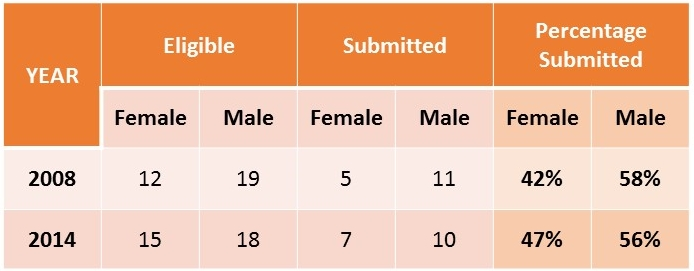 YEAR Eligible Submitted Percentage Submitted
Female Male Female Male Female Male
2008 12 19 5 11 42% 58%
2014 15 18 7 10 47% 56%